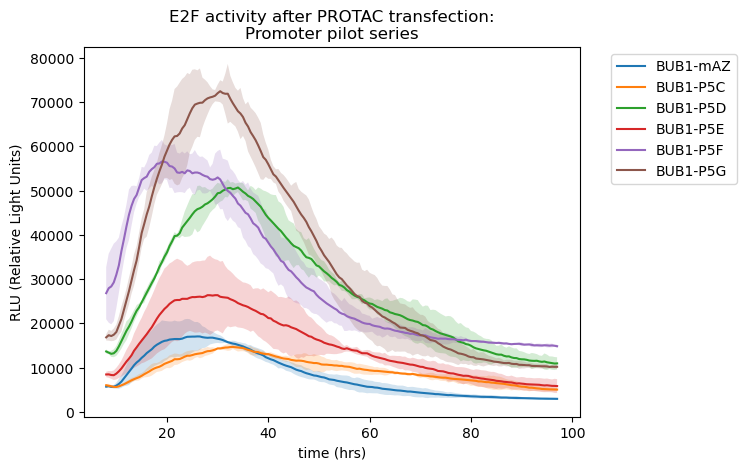 E2F activity after PROTAC transfection:
Promoter pilot series
RLU (Relative Light Units)
80000
70000
60000
50000
40000
30000
20000
10000
0
20
40
60
80
100
time (hrs)
BUB1-mAZ
BUB1-P5C
BUB1-P5D
BUB1-P5E
BUB1-P5F
BUB1-P5G